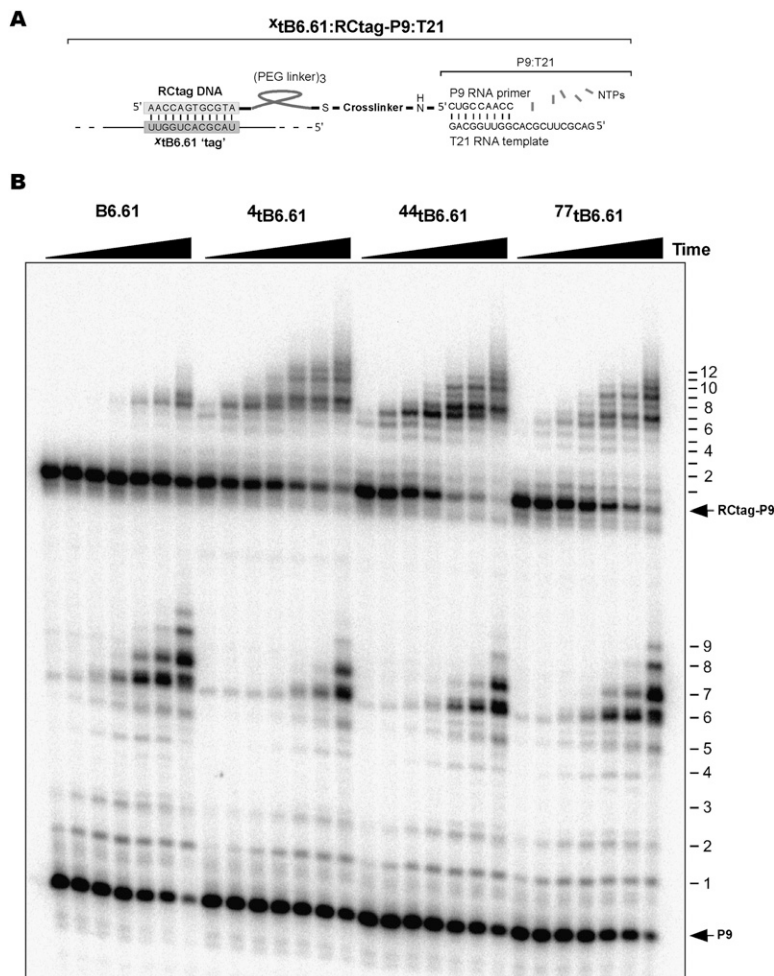 A
ˣtB6.61:RCtag-P9:T21
P9:T21
RCtag DNA
(PEG linker)₃
5' AACCAGTGCGTA
S Crosslinker N H
P9 RNA primer
5' CUGCCAACC
NTPs
UUGGUCACGCAU 5'
GACGGUUGGCACGCUUCGCAG 5'
ˣtB6.61 'tag'
T21 RNA template
B
B6.61 ⁴tB6.61 ⁴⁴tB6.61 ⁷⁷tB6.61
Time
12
10
8
6
4
2
RCtag-P9
9
8
7
6
5
4
3
2
1
P9